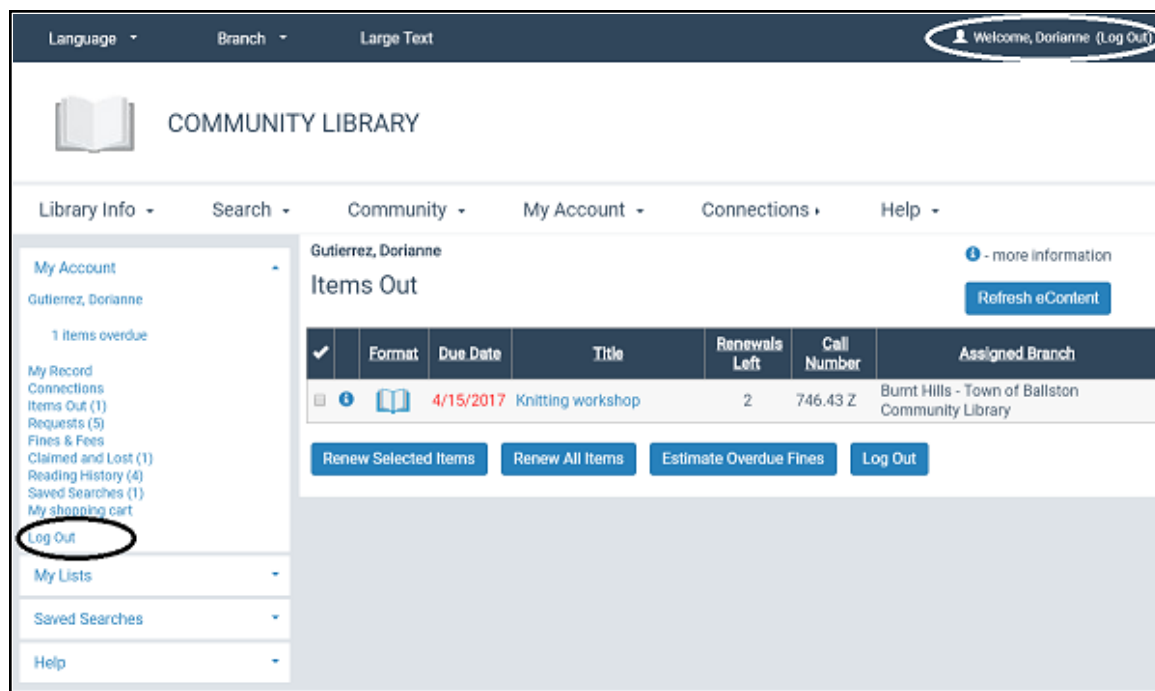 Language Branch Large Text Welcome, Dorianne (Log Out)
COMMUNITY LIBRARY
Library Info Search Community My Account Connections Help
My Account
Gutierrez, Dorianne
1 items overdue
My Record
Connections
Items Out (1)
Requests (5)
Fines & Fees
Claimed and Lost (1)
Reading History (4)
Saved Searches (1)
My shopping cart
Log Out
My Lists
Saved Searches
Help
Gutierrez, Dorianne
- more information
Items Out
Refresh eContent
Format Due Date Title Renewals Left Call Number Assigned Branch
4/15/2017 Knitting workshop 2 746.43 Z Burnt Hills - Town of Ballston
Community Library
Renew Selected Items Renew All Items Estimate Overdue Fines Log Out